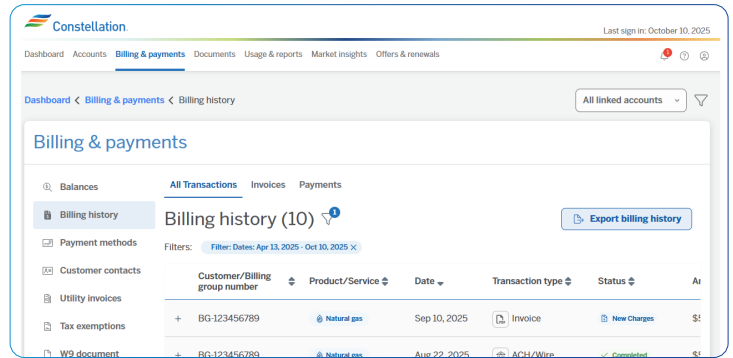 Constellation.
Last sign in: October 10, 2025
Dashboard Accounts Billing & payments Documents Usage & reports Market insights Offers & renewals
1
Dashboard < Billing & payments < Billing history
All linked accounts
Billing & payments
Balances
Billing history
Payment methods
Customer contacts
Utility invoices
Tax exemptions
W9 document
All Transactions Invoices Payments
Billing history (10) 1
Export billing history
Filters: Filter: Dates: Apr 13, 2025 - Oct 10, 2025 ×
Customer/Billing group number Product/Service Date Transaction type Status
+ BG-123456789 Natural gas Sep 10, 2025 Invoice New Charges
+ BG-123456789 Natural gas Aug 22, 2025 ACH/Wire Completed